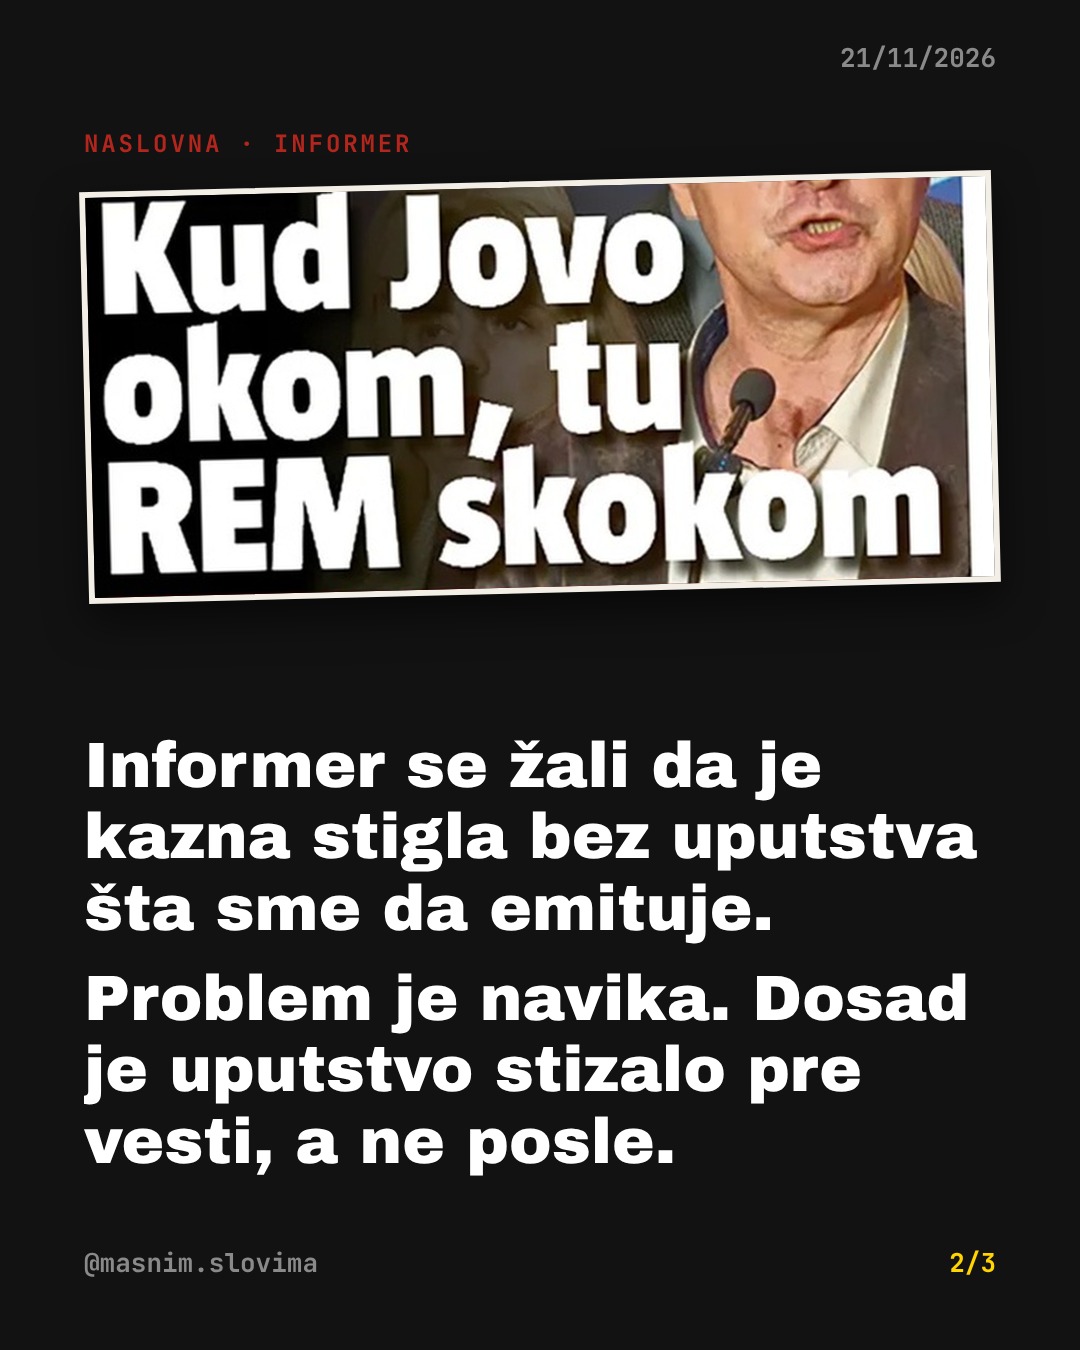 21/11/2026
NASLOVNA · INFORMER
Kud Jovo
okom, tu
REM skokom
Informer se žali da je
kazna stigla bez uputstva
šta sme da emituje.
Problem je navika. Dosad
je uputstvo stizalo pre
vesti, a ne posle.
@masnim.slovima
2/3